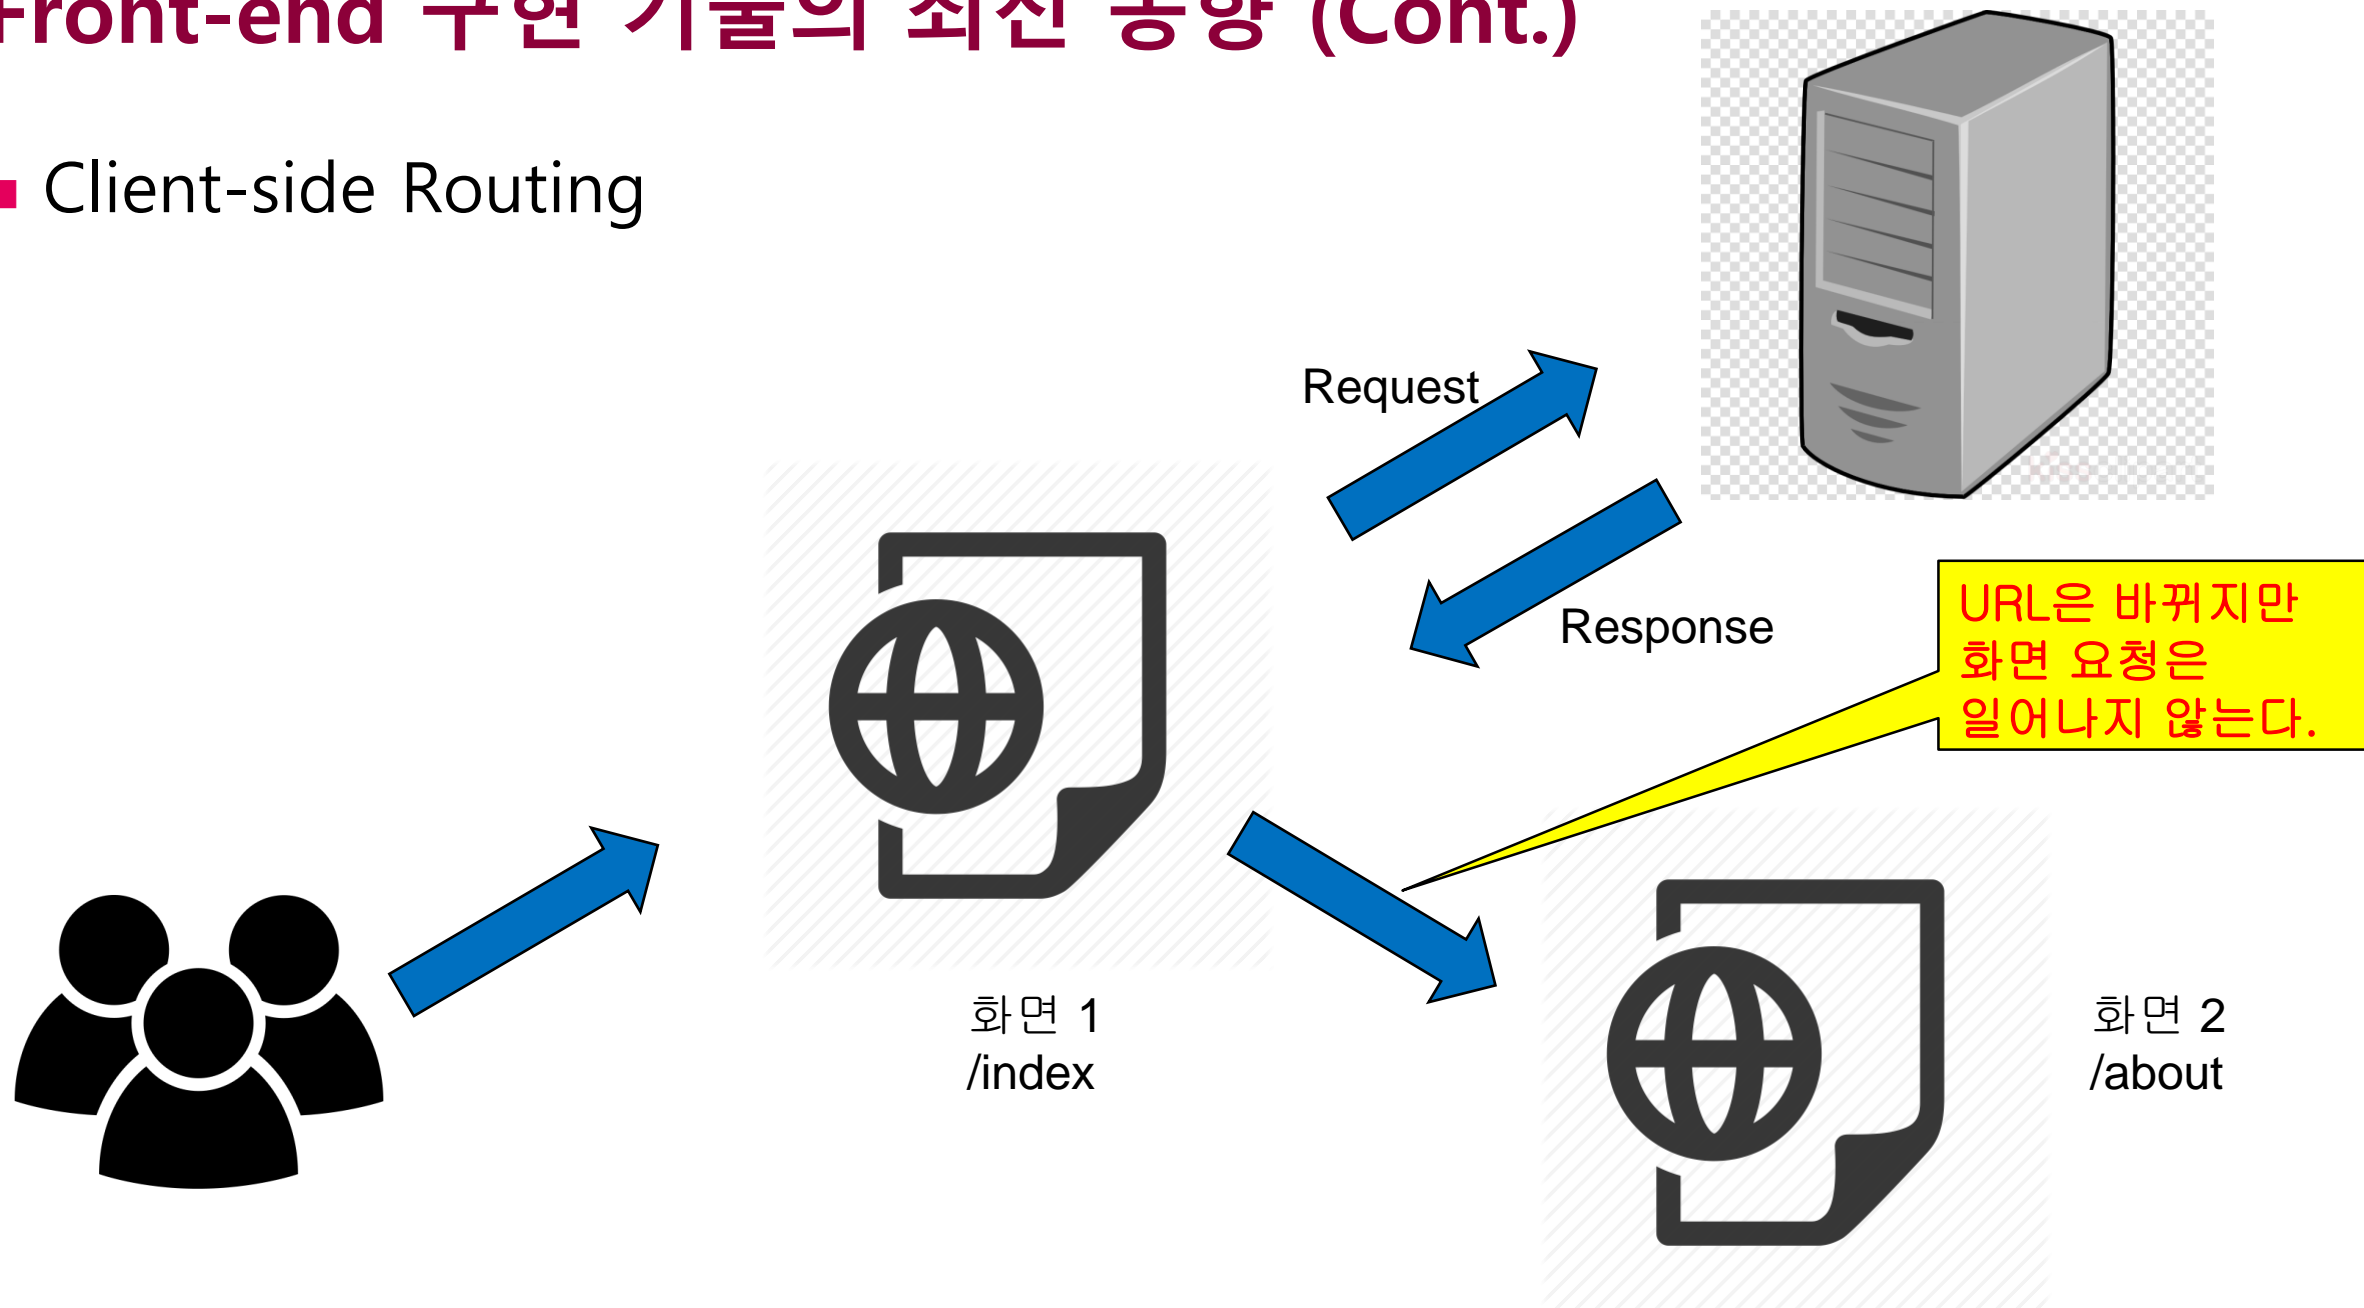 Front-end 구현 기술의 최신 동향 (Cont.)
Client-side Routing
Request
Response
URL은 바뀌지만
화면 요청은
일어나지 않는다.
화면 1
/index
화면 2
/about